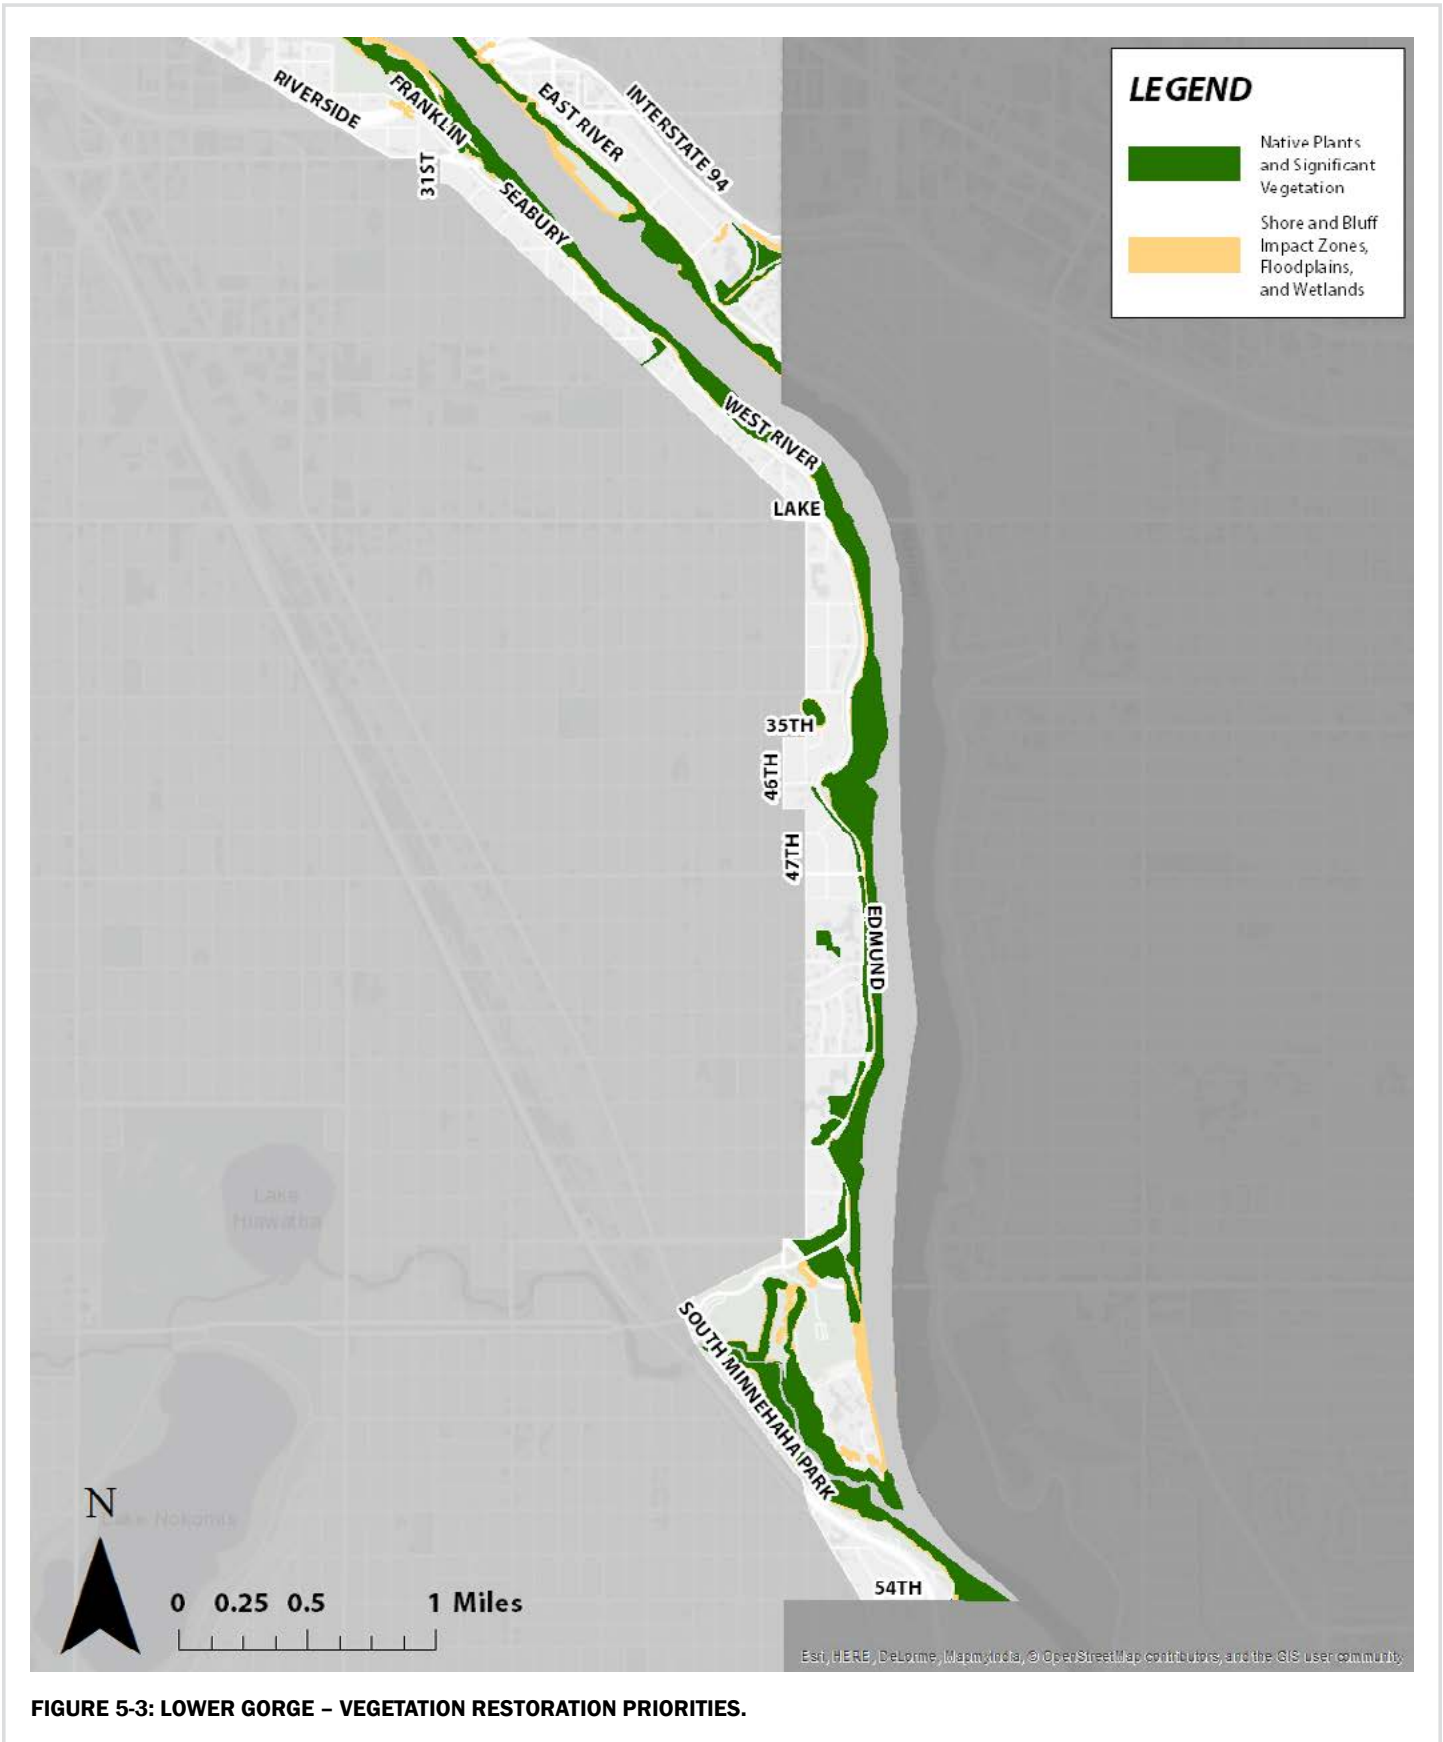 LEGEND
Native Plants
and Significant
Vegetation
Shore and Bluff
Impact Zones,
Floodplains,
and Wetlands
RIVERSIDE
FRANKLIN
31ST
SEABURY
EAST RIVER
INTERSTATE 94
WEST RIVER
LAKE
35TH
46TH
47TH
EDMUND
Lake
Hiawatha
SOUTH MINNEHAHA PARK
Lake Nokomis
54TH
N
0 0.25 0.5 1 Miles
Esri, HERE, DeLorme, MapmyIndia, © OpenStreetMap contributors, and the GIS user community
FIGURE 5-3: LOWER GORGE – VEGETATION RESTORATION PRIORITIES.